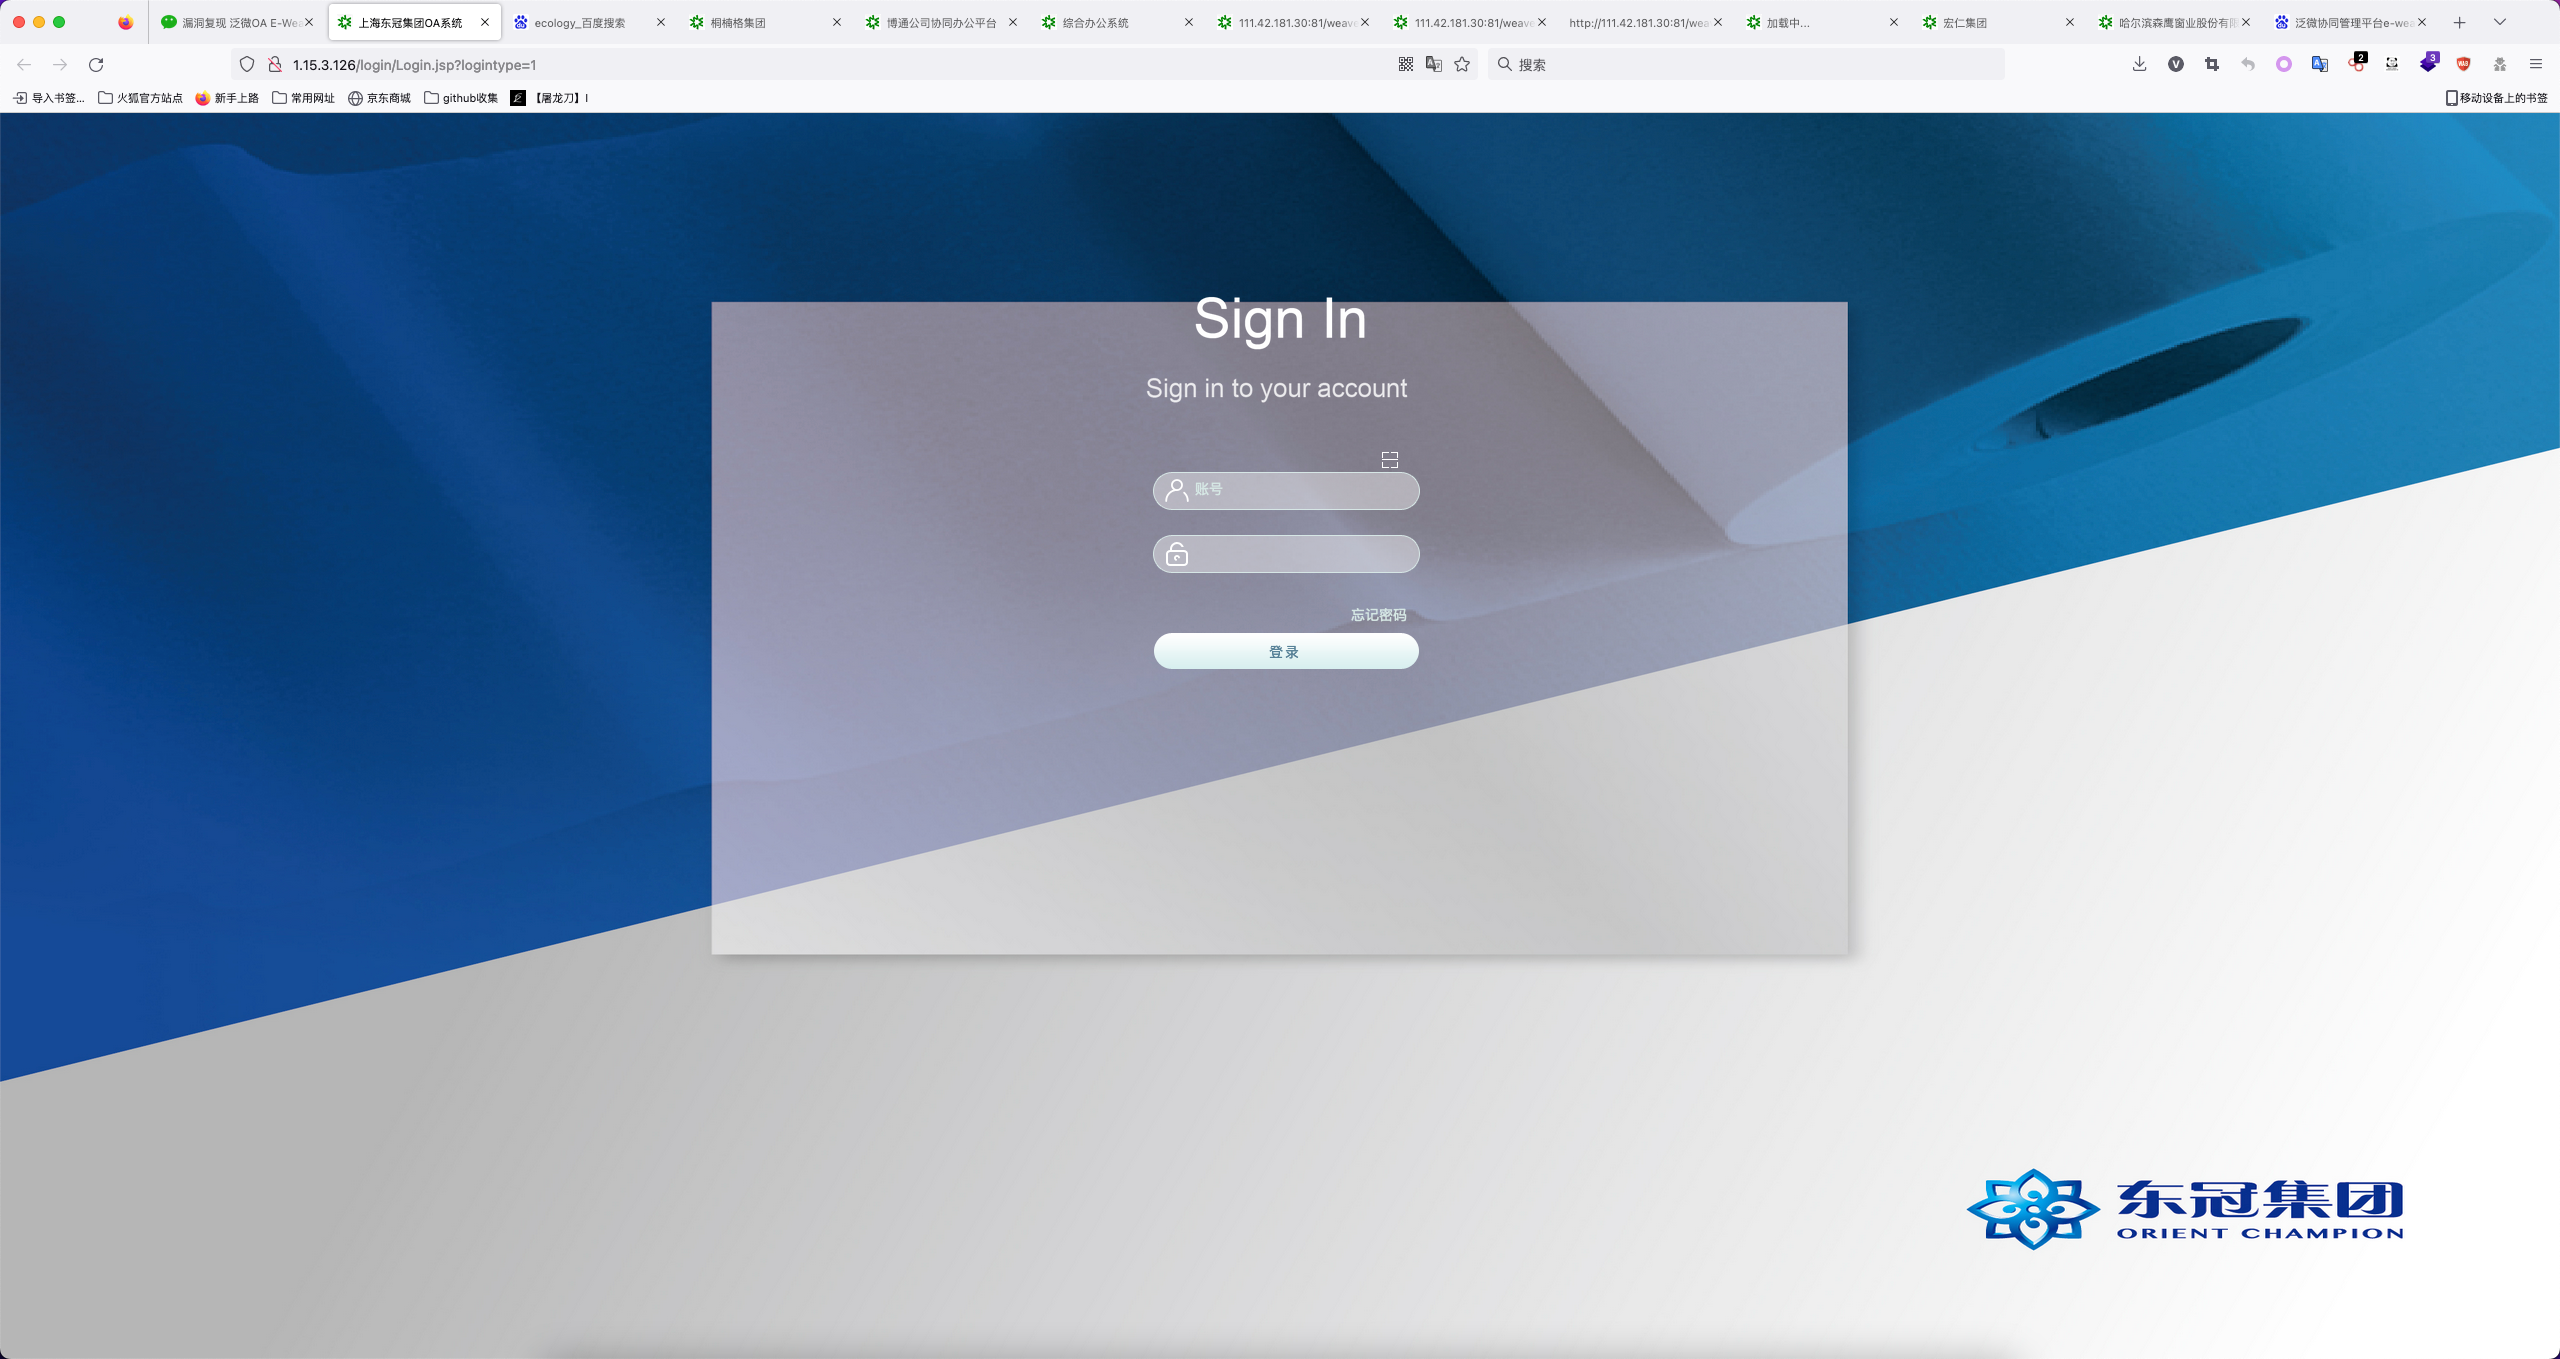 漏洞复现 泛微OA E-Wea
上海东冠集团OA系统
ecology_百度搜索
桐楠格集团
博通公司协同办公平台
综合办公系统
111.42.181.30:81/weave
111.42.181.30:81/weave
http://111.42.181.30:81/wea
加载中...
宏仁集团
哈尔滨森鹰窗业股份有限
泛微协同管理平台e-wea
1.15.3.126/login/Login.jsp?logintype=1
搜索
2
3
导入书签...
火狐官方站点
新手上路
常用网址
京东商城
github收集
【屠龙刀】I
移动设备上的书签
Sign In
Sign in to your account
账号
忘记密码
登录
东冠集团
ORIENT CHAMPION